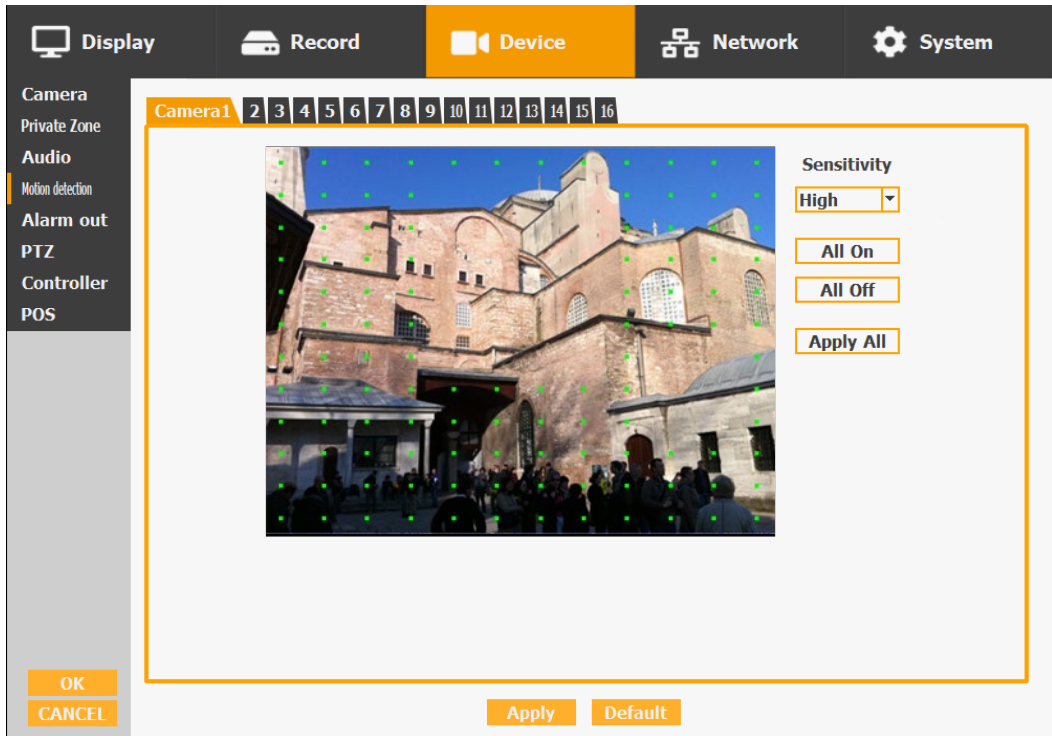 Display Record Device Network System
Camera
Private Zone
Audio
Motion detection
Alarm out
PTZ
Controller
POS
OK
CANCEL
Camera1 2 3 4 5 6 7 8 9 10 11 12 13 14 15 16
Sensitivity
High
All On
All Off
Apply All
Apply Default